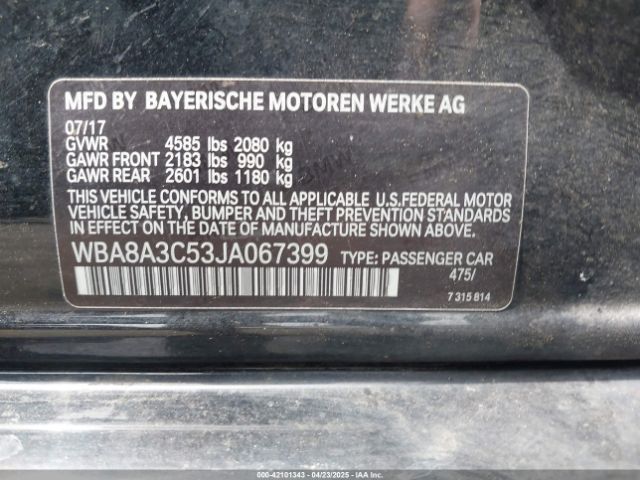 MFD BY BAYERISCHE MOTOREN WERKE AG
07/17
GVWR 4585 lbs 2080 kg
GAWR FRONT 2183 lbs 990 kg
GAWR REAR 2601 lbs 1180 kg
THIS VEHICLE CONFORMS TO ALL APPLICABLE U.S.FEDERAL MOTOR
VEHICLE SAFETY, BUMPER AND THEFT PREVENTION STANDARDS
IN EFFECT ON THE DATE OF MANUFACTURE SHOWN ABOVE.
WBA8A3C53JA067399 TYPE: PASSENGER CAR
475/
7 315 814
000-42101343 - 04/23/2025 - IAAI.COM